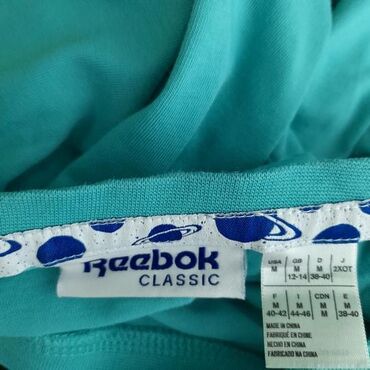 Reebok
CLASSIC
USA GB D J
M M M 2XOT
12-14 38-40
F I CDN E
M M M M
40-42 44-46 38-40
MADE IN CHINA
FABRIQUÉ EN CHINE
HECHO EN CHINA
FABRICADO NA CHINA